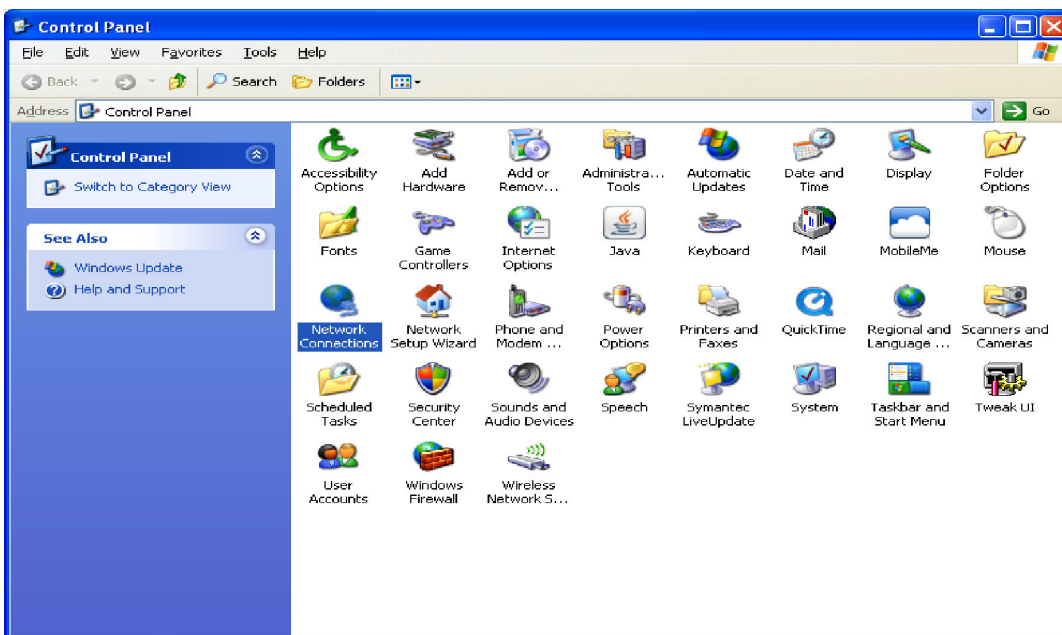 Control Panel
File Edit View Favorites Tools Help
Back Search Folders
Address Control Panel Go
Control Panel
Switch to Category View
See Also
Windows Update
Help and Support
Accessibility
Options
Add
Hardware
Add or
Remov...
Administra...
Tools
Automatic
Updates
Date and
Time
Display
Folder
Options
Fonts
Game
Controllers
Internet
Options
Java
Keyboard
Mail
MobileMe
Mouse
Network
Connections
Network
Setup Wizard
Phone and
Modem ...
Power
Options
Printers and
Faxes
QuickTime
Regional and
Language ...
Scanners and
Cameras
Scheduled
Tasks
Security
Center
Sounds and
Audio Devices
Speech
Symantec
LiveUpdate
System
Taskbar and
Start Menu
Tweak UI
User
Accounts
Windows
Firewall
Wireless
Network S...